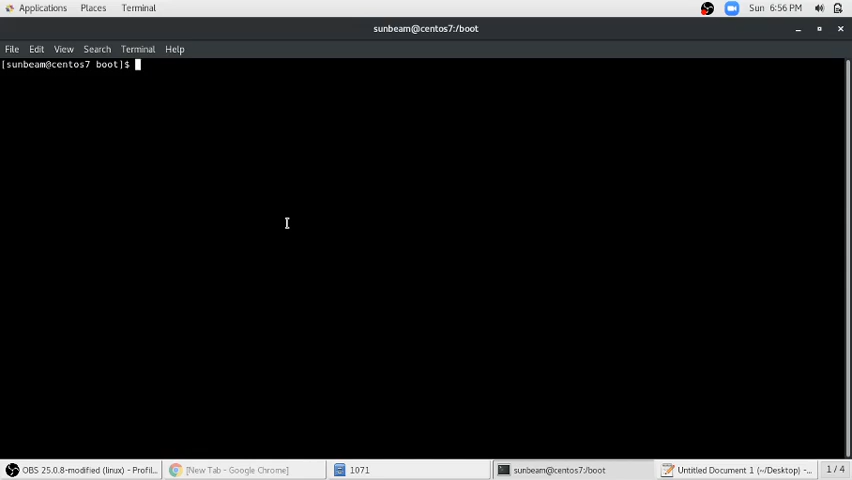 Applications Places Terminal Sun 6:56 PM
sunbeam@centos7:/boot
File Edit View Search Terminal Help
[sunbeam@centos7 boot]$
OBS 25.0.8-modified (linux) - Profil... [New Tab - Google Chrome] 1071 sunbeam@centos7:/boot Untitled Document 1 (~/Desktop) -... 1 / 4